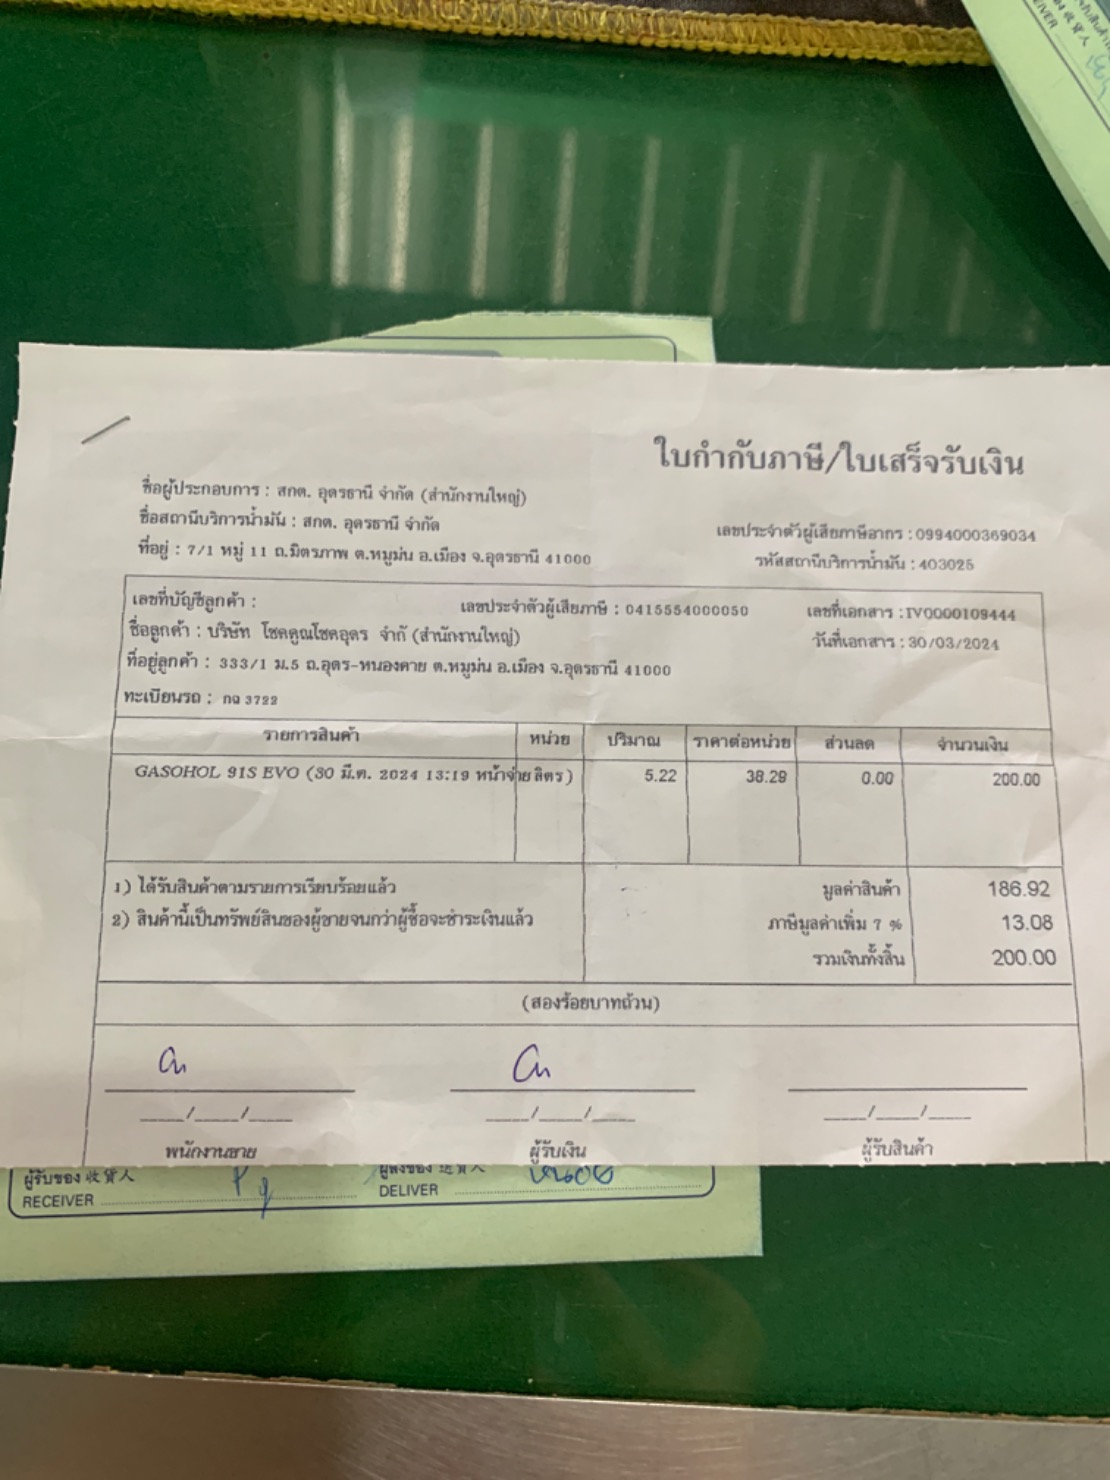 ใบกำกับภาษี/ใบเสร็จรับเงิน
ชื่อผู้ประกอบการ : สกต. อุดรธานี จำกัด (สำนักงานใหญ่)
ชื่อสถานีบริการน้ำมัน : สกต. อุดรธานี จำกัด
เลขประจำตัวผู้เสียภาษีอากร : 0994000369034
ที่อยู่ : 7/1 หมู่ 11 ถ.มิตรภาพ ต.หมูม่น อ.เมือง จ.อุดรธานี 41000
รหัสสถานีบริการน้ำมัน : 403025
เลขที่บัญชีลูกค้า :
เลขประจำตัวผู้เสียภาษี : 0415554000050
เลขที่เอกสาร : IV0000109444
ชื่อลูกค้า : บริษัท โชคคูณโชคอุดร จำกั (สำนักงานใหญ่)
วันที่เอกสาร : 30/03/2024
ที่อยู่ลูกค้า : 333/1 ม.5 ถ.อุดร-หนองคาย ต.หมูม่น อ.เมือง จ.อุดรธานี 41000
ทะเบียนรถ : กฉ 3722
รายการสินค้า หน่วย ปริมาณ ราคาต่อหน่วย ส่วนลด จำนวนเงิน
GASOHOL 91S EVO (30 มี.ค. 2024 13:19 หน้าจ่าย ลิตร ) 5.22 38.29 0.00 200.00
1) ได้รับสินค้าตามรายการเรียบร้อยแล้ว
มูลค่าสินค้า 186.92
2) สินค้านี้เป็นทรัพย์สินของผู้ขายจนกว่าผู้ซื้อจะชำระเงินแล้ว
ภาษีมูลค่าเพิ่ม 7 % 13.08
รวมเงินทั้งสิ้น 200.00
(สองร้อยบาทถ้วน)
___/___/___ ___/___/___ ___/___/___
พนักงานขาย ผู้รับเงิน ผู้รับสินค้า
ผู้รับของ 收貨人
RECEIVER
DELIVER